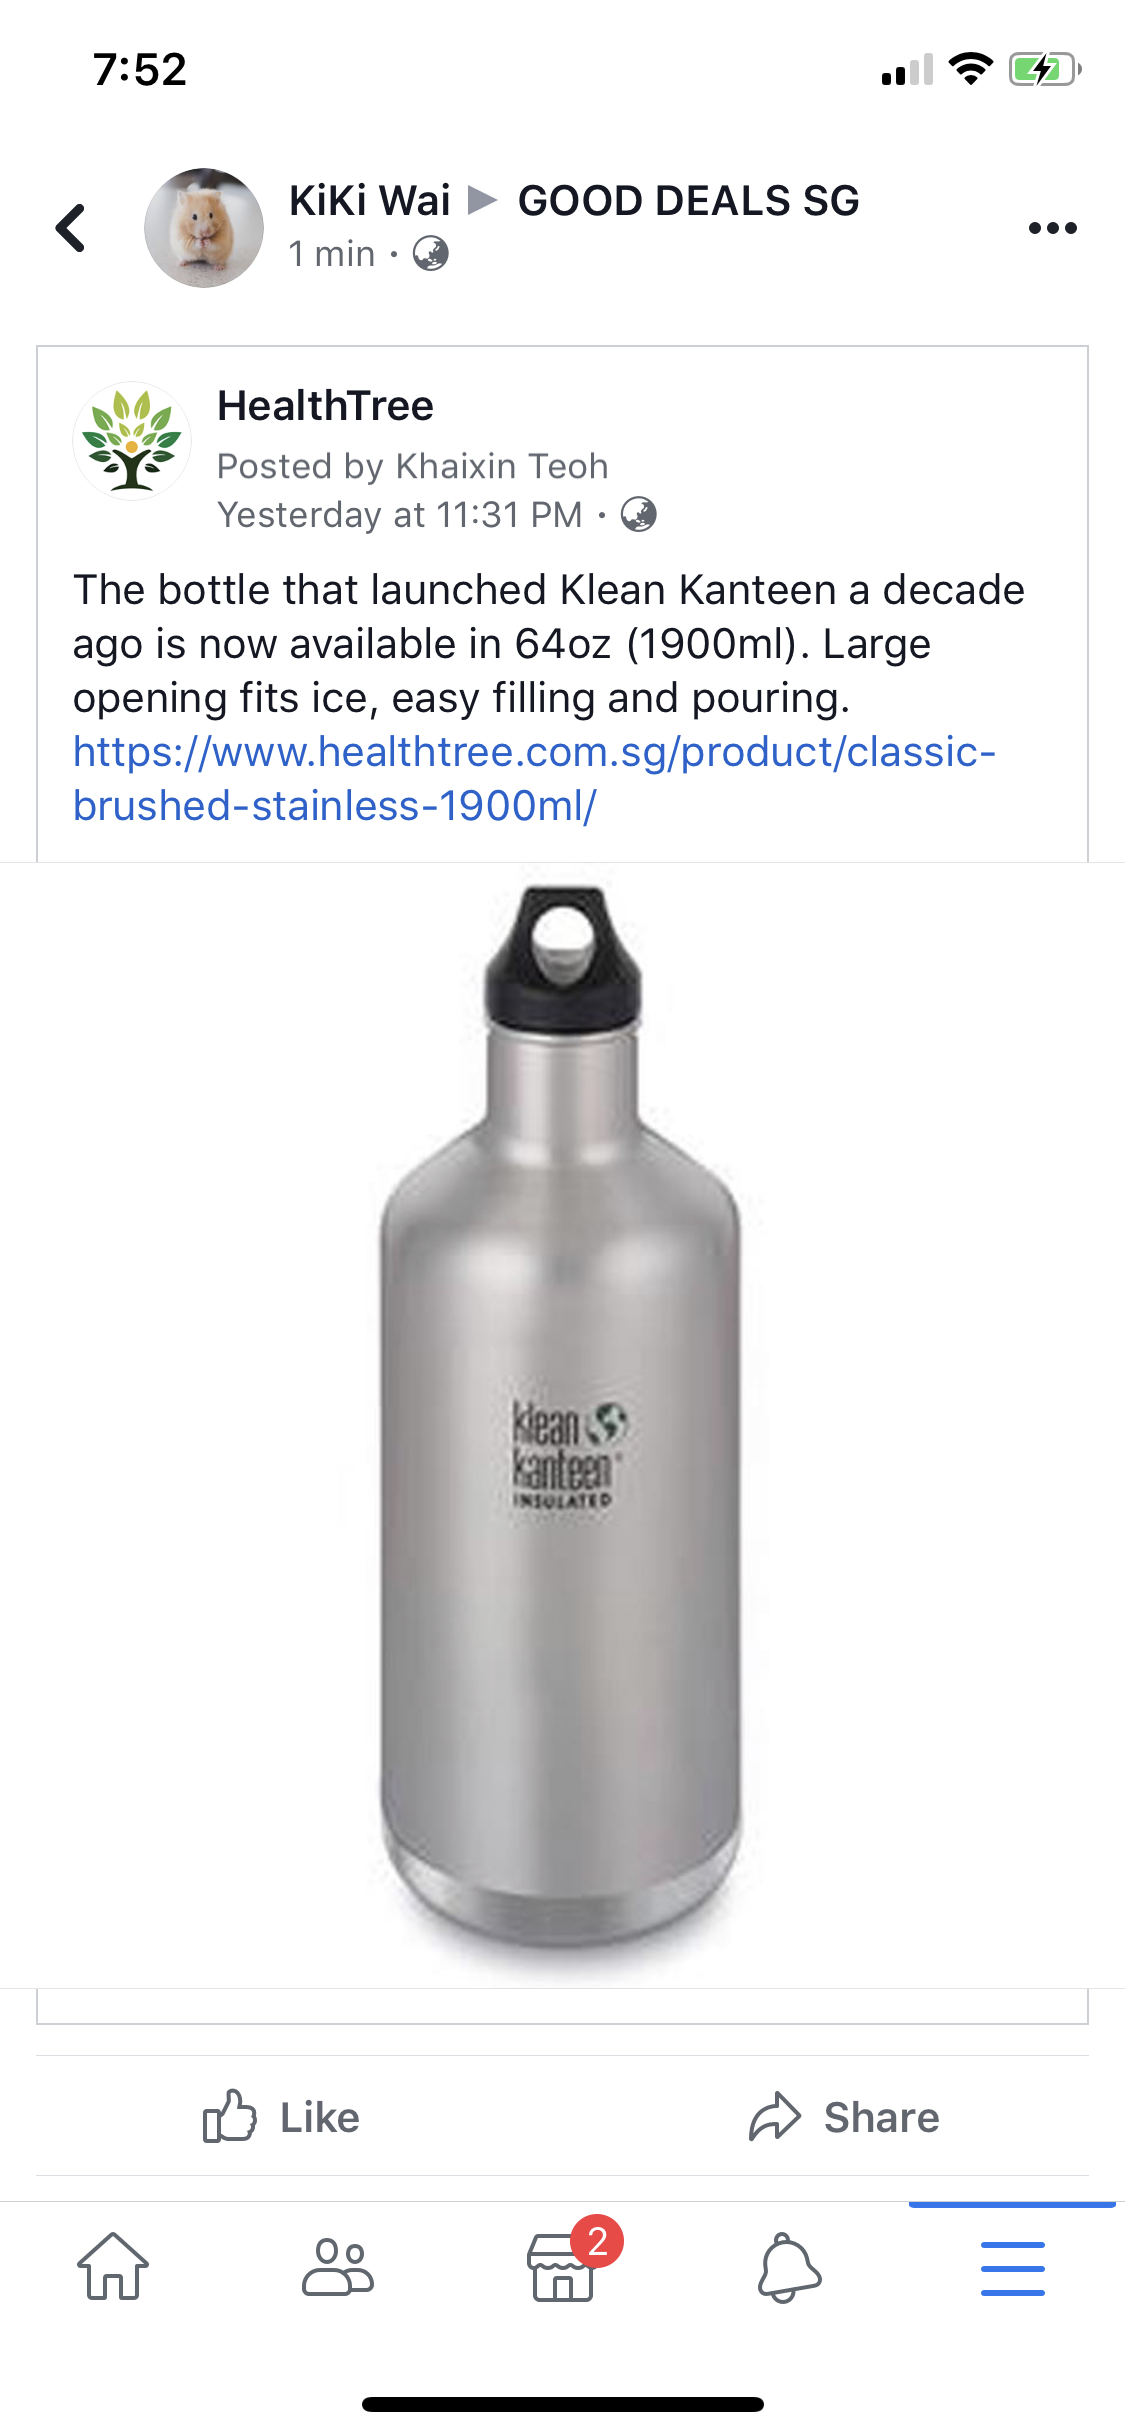 7:52
KiKi Wai ▶ GOOD DEALS SG
1 min ·
HealthTree
Posted by Khaixin Teoh
Yesterday at 11:31 PM ·
The bottle that launched Klean Kanteen a decade
ago is now available in 64oz (1900ml). Large
opening fits ice, easy filling and pouring.
https://www.healthtree.com.sg/product/classic-
brushed-stainless-1900ml/
klean
kanteen
INSULATED
Like
Share
2